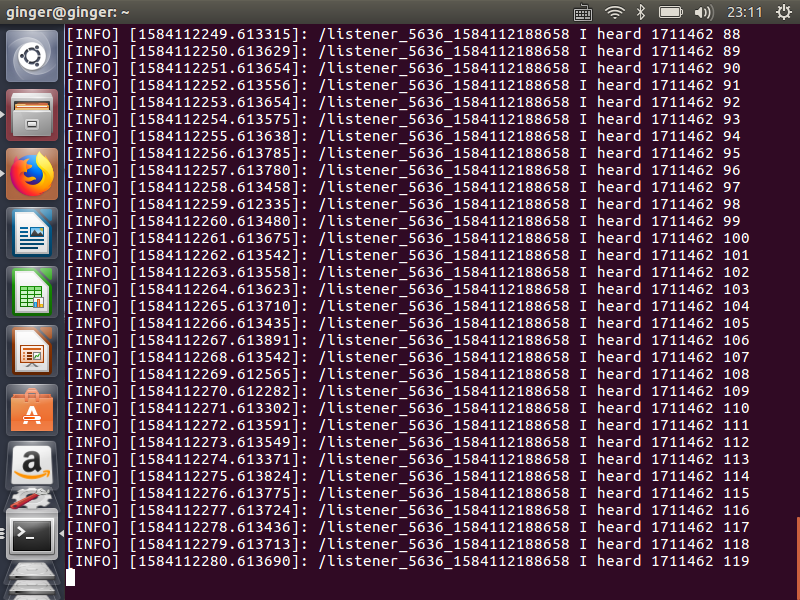 ginger@ginger: ~ 23:11
[INFO] [1584112249.613315]: /listener_5636_1584112188658 I heard 1711462 88
[INFO] [1584112250.613629]: /listener_5636_1584112188658 I heard 1711462 89
[INFO] [1584112251.613654]: /listener_5636_1584112188658 I heard 1711462 90
[INFO] [1584112252.613556]: /listener_5636_1584112188658 I heard 1711462 91
[INFO] [1584112253.613654]: /listener_5636_1584112188658 I heard 1711462 92
[INFO] [1584112254.613575]: /listener_5636_1584112188658 I heard 1711462 93
[INFO] [1584112255.613638]: /listener_5636_1584112188658 I heard 1711462 94
[INFO] [1584112256.613785]: /listener_5636_1584112188658 I heard 1711462 95
[INFO] [1584112257.613780]: /listener_5636_1584112188658 I heard 1711462 96
[INFO] [1584112258.613458]: /listener_5636_1584112188658 I heard 1711462 97
[INFO] [1584112259.612335]: /listener_5636_1584112188658 I heard 1711462 98
[INFO] [1584112260.613480]: /listener_5636_1584112188658 I heard 1711462 99
[INFO] [1584112261.613675]: /listener_5636_1584112188658 I heard 1711462 100
[INFO] [1584112262.613542]: /listener_5636_1584112188658 I heard 1711462 101
[INFO] [1584112263.613558]: /listener_5636_1584112188658 I heard 1711462 102
[INFO] [1584112264.613623]: /listener_5636_1584112188658 I heard 1711462 103
[INFO] [1584112265.613710]: /listener_5636_1584112188658 I heard 1711462 104
[INFO] [1584112266.613435]: /listener_5636_1584112188658 I heard 1711462 105
[INFO] [1584112267.613891]: /listener_5636_1584112188658 I heard 1711462 106
[INFO] [1584112268.613542]: /listener_5636_1584112188658 I heard 1711462 107
[INFO] [1584112269.612565]: /listener_5636_1584112188658 I heard 1711462 108
[INFO] [1584112270.612282]: /listener_5636_1584112188658 I heard 1711462 109
[INFO] [1584112271.613302]: /listener_5636_1584112188658 I heard 1711462 110
[INFO] [1584112272.613591]: /listener_5636_1584112188658 I heard 1711462 111
[INFO] [1584112273.613549]: /listener_5636_1584112188658 I heard 1711462 112
[INFO] [1584112274.613371]: /listener_5636_1584112188658 I heard 1711462 113
[INFO] [1584112275.613824]: /listener_5636_1584112188658 I heard 1711462 114
[INFO] [1584112276.613775]: /listener_5636_1584112188658 I heard 1711462 115
[INFO] [1584112277.613724]: /listener_5636_1584112188658 I heard 1711462 116
[INFO] [1584112278.613436]: /listener_5636_1584112188658 I heard 1711462 117
[INFO] [1584112279.613713]: /listener_5636_1584112188658 I heard 1711462 118
[INFO] [1584112280.613690]: /listener_5636_1584112188658 I heard 1711462 119